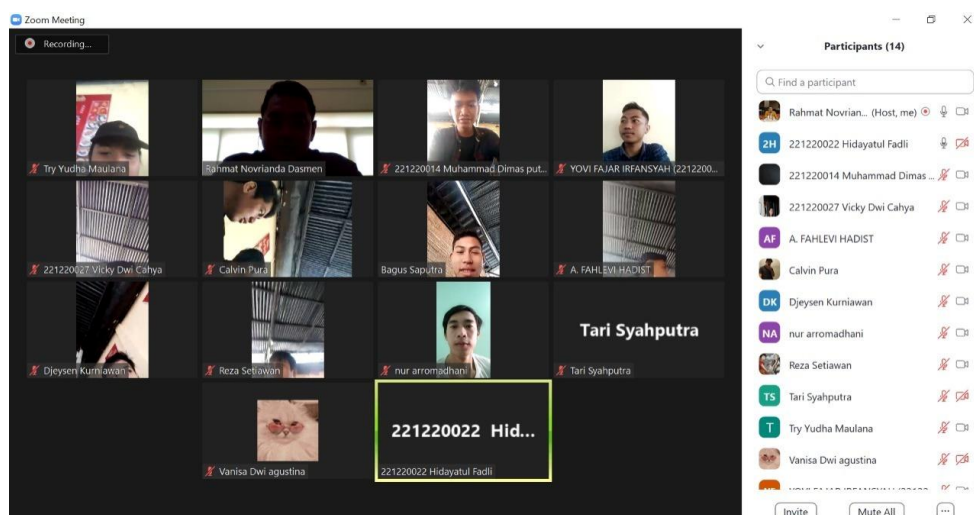 Zoom Meeting
Recording...
Participants (14)
Find a participant
Try Yudha Maulana
Rahmat Novrianda Dasmen
221220014 Muhammad Dimas put...
YOVI FAJAR IRFANSYAH (2212200...
221220027 Vicky Dwi Cahya
Calvin Pura
Bagus Saputra
A. FAHLEVI HADIST
Djeysen Kurniawan
Reza Setiawan
nur arromadhani
Tari Syahputra
Tari Syahputra
Vanisa Dwi agustina
221220022 Hid...
221220022 Hidayatul Fadli
Rahmat Novrian... (Host, me)
2H 221220022 Hidayatul Fadli
221220014 Muhammad Dimas ...
221220027 Vicky Dwi Cahya
AF A. FAHLEVI HADIST
Calvin Pura
DK Djeysen Kurniawan
NA nur arromadhani
Reza Setiawan
TS Tari Syahputra
T Try Yudha Maulana
Vanisa Dwi agustina
Invite Mute All ...